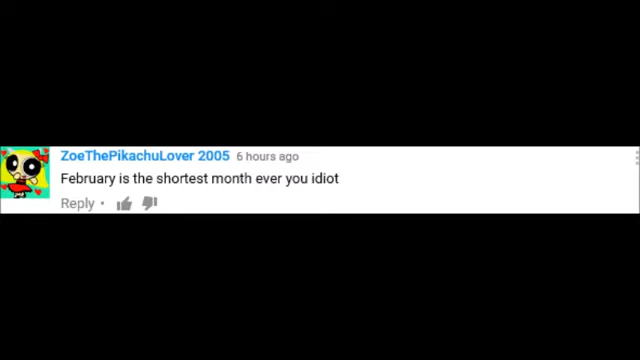 ZoeThePikachuLover 2005 6 hours ago
February is the shortest month ever you idiot
Reply •